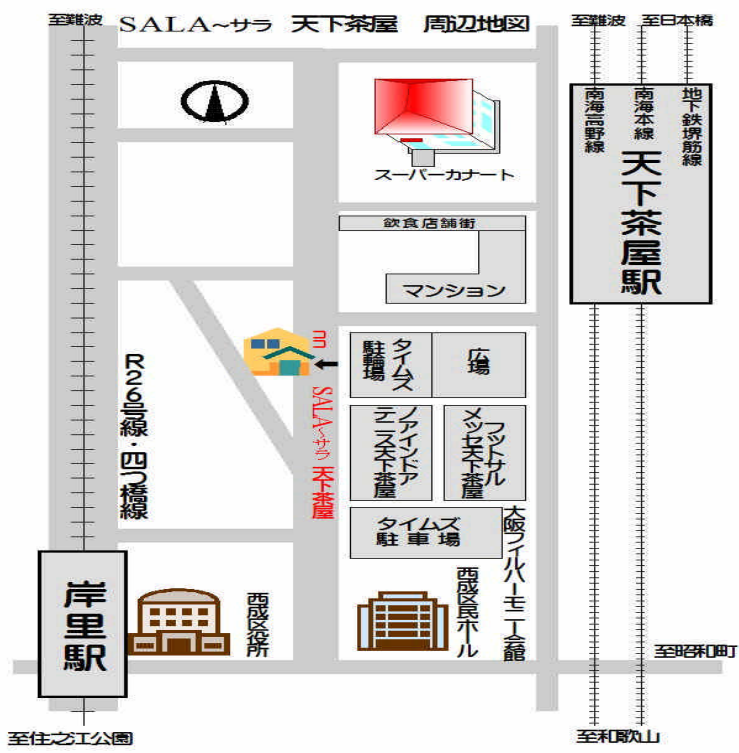 至難波
SALA～サラ 天下茶屋 周辺地図
至難波
至日本橋
南海高野線
南海本線
地下鉄堺筋線
天下茶屋駅
スーパーカナート
飲食店舗街
マンション
タイムズ
駐輪場
広場
ココ
SALA～サラ 天下茶屋
R26号線・四つ橋線
ノアインドア
テニス天下茶屋
フットサル
メッセ天下茶屋
タイムズ
駐車場
大阪フィルハーモニー会館
岸里駅
西成区役所
西成区民ホール
至昭和町
至住之江公園
至和歌山